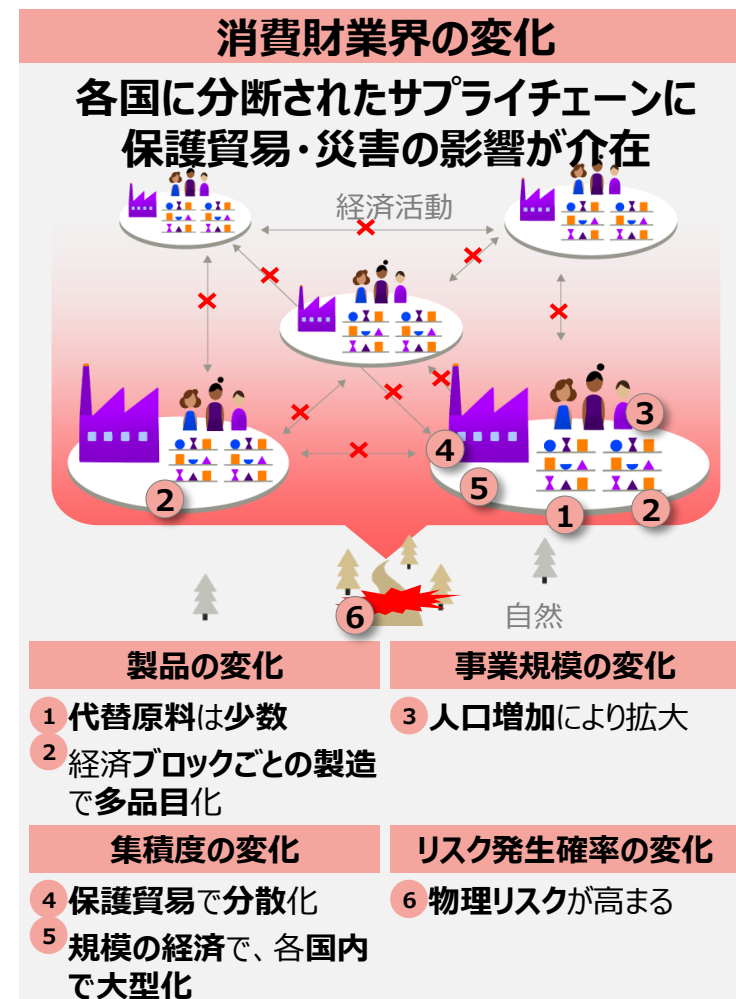 消費財業界の変化
各国に分断されたサプライチェーンに
保護貿易・災害の影響が介在
経済活動
3
4
5
2
1
2
6
自然
製品の変化
1 代替原料は少数
2 経済ブロックごとの製造
で多品目化
事業規模の変化
3 人口増加により拡大
集積度の変化
4 保護貿易で分散化
5 規模の経済で、各国内
で大型化
リスク発生確率の変化
6 物理リスクが高まる